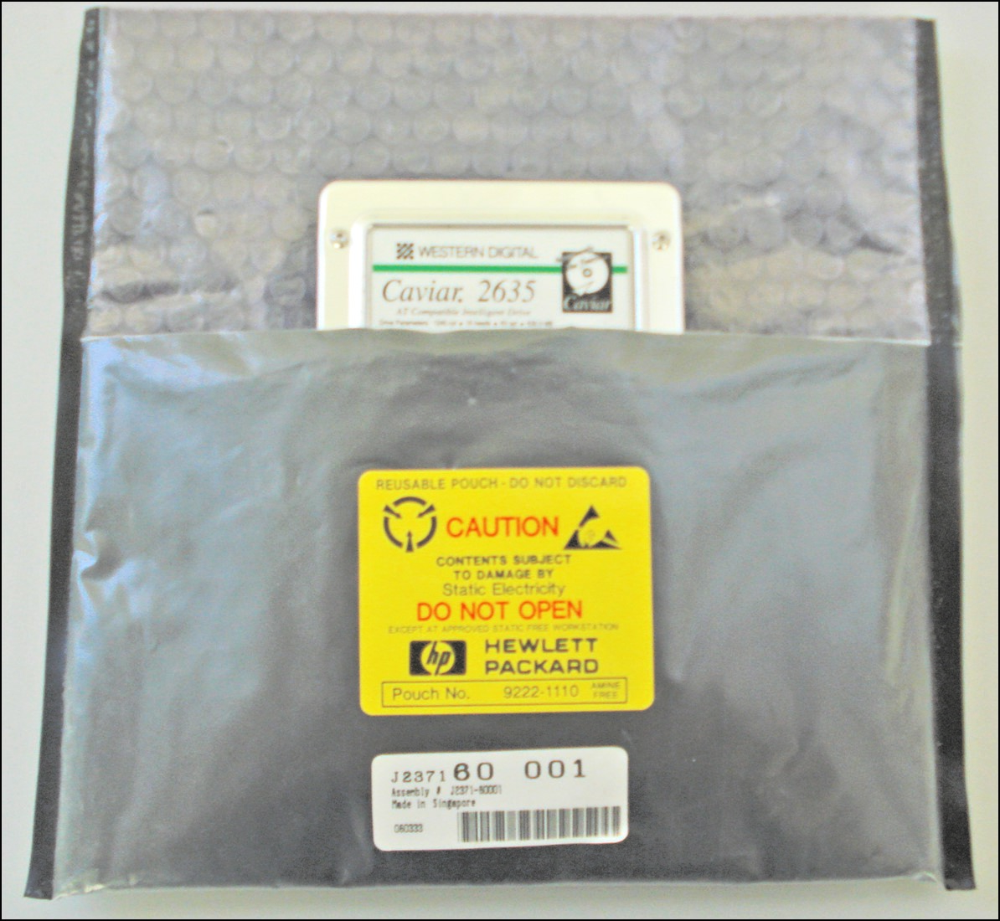 WESTERN DIGITAL
Caviar 2635
Caviar
AT Compatible Intelligent Drive
Drive Parameters:
REUSABLE POUCH - DO NOT DISCARD
CAUTION
CONTENTS SUBJECT
TO DAMAGE BY
Static Electricity
DO NOT OPEN
EXCEPT AT APPROVED STATIC FREE WORKSTATION
hp HEWLETT
PACKARD
Pouch No. 9222-1110 AMINE
FREE
J2371 60 001
Assembly # J2371-60001
Made in Singapore
060333